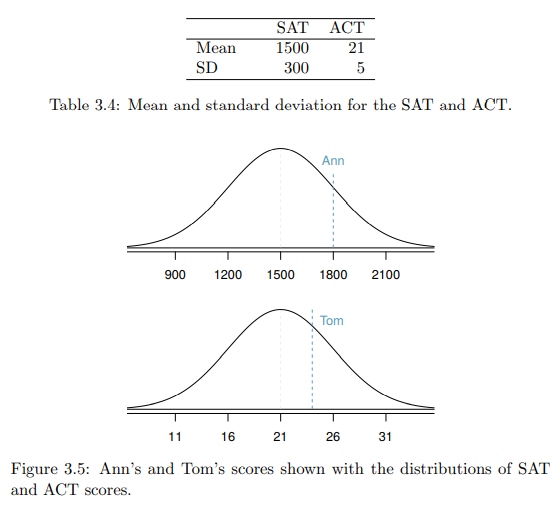 SAT ACT
Mean 1500 21
SD 300 5
Table 3.4: Mean and standard deviation for the SAT and ACT.
Ann
900 1200 1500 1800 2100
Tom
11 16 21 26 31
Figure 3.5: Ann's and Tom's scores shown with the distributions of SAT
and ACT scores.